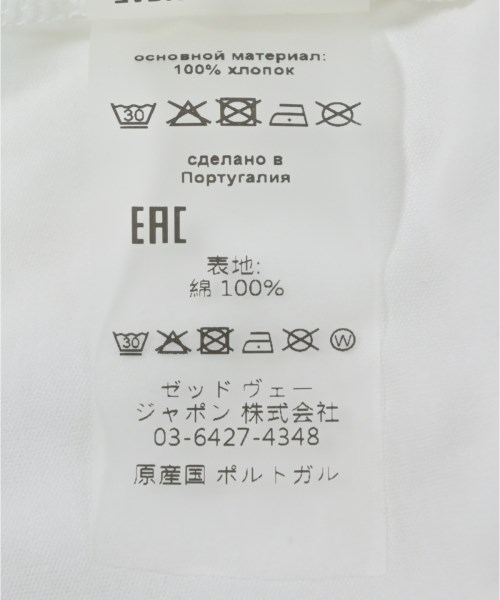 основной материал:
100% хлопок
30
сделано в
Португалия
EAC
表地:
綿 100%
30
W
ゼッド ヴェー
ジャポン 株式会社
03-6427-4348
原産国 ポルトガル